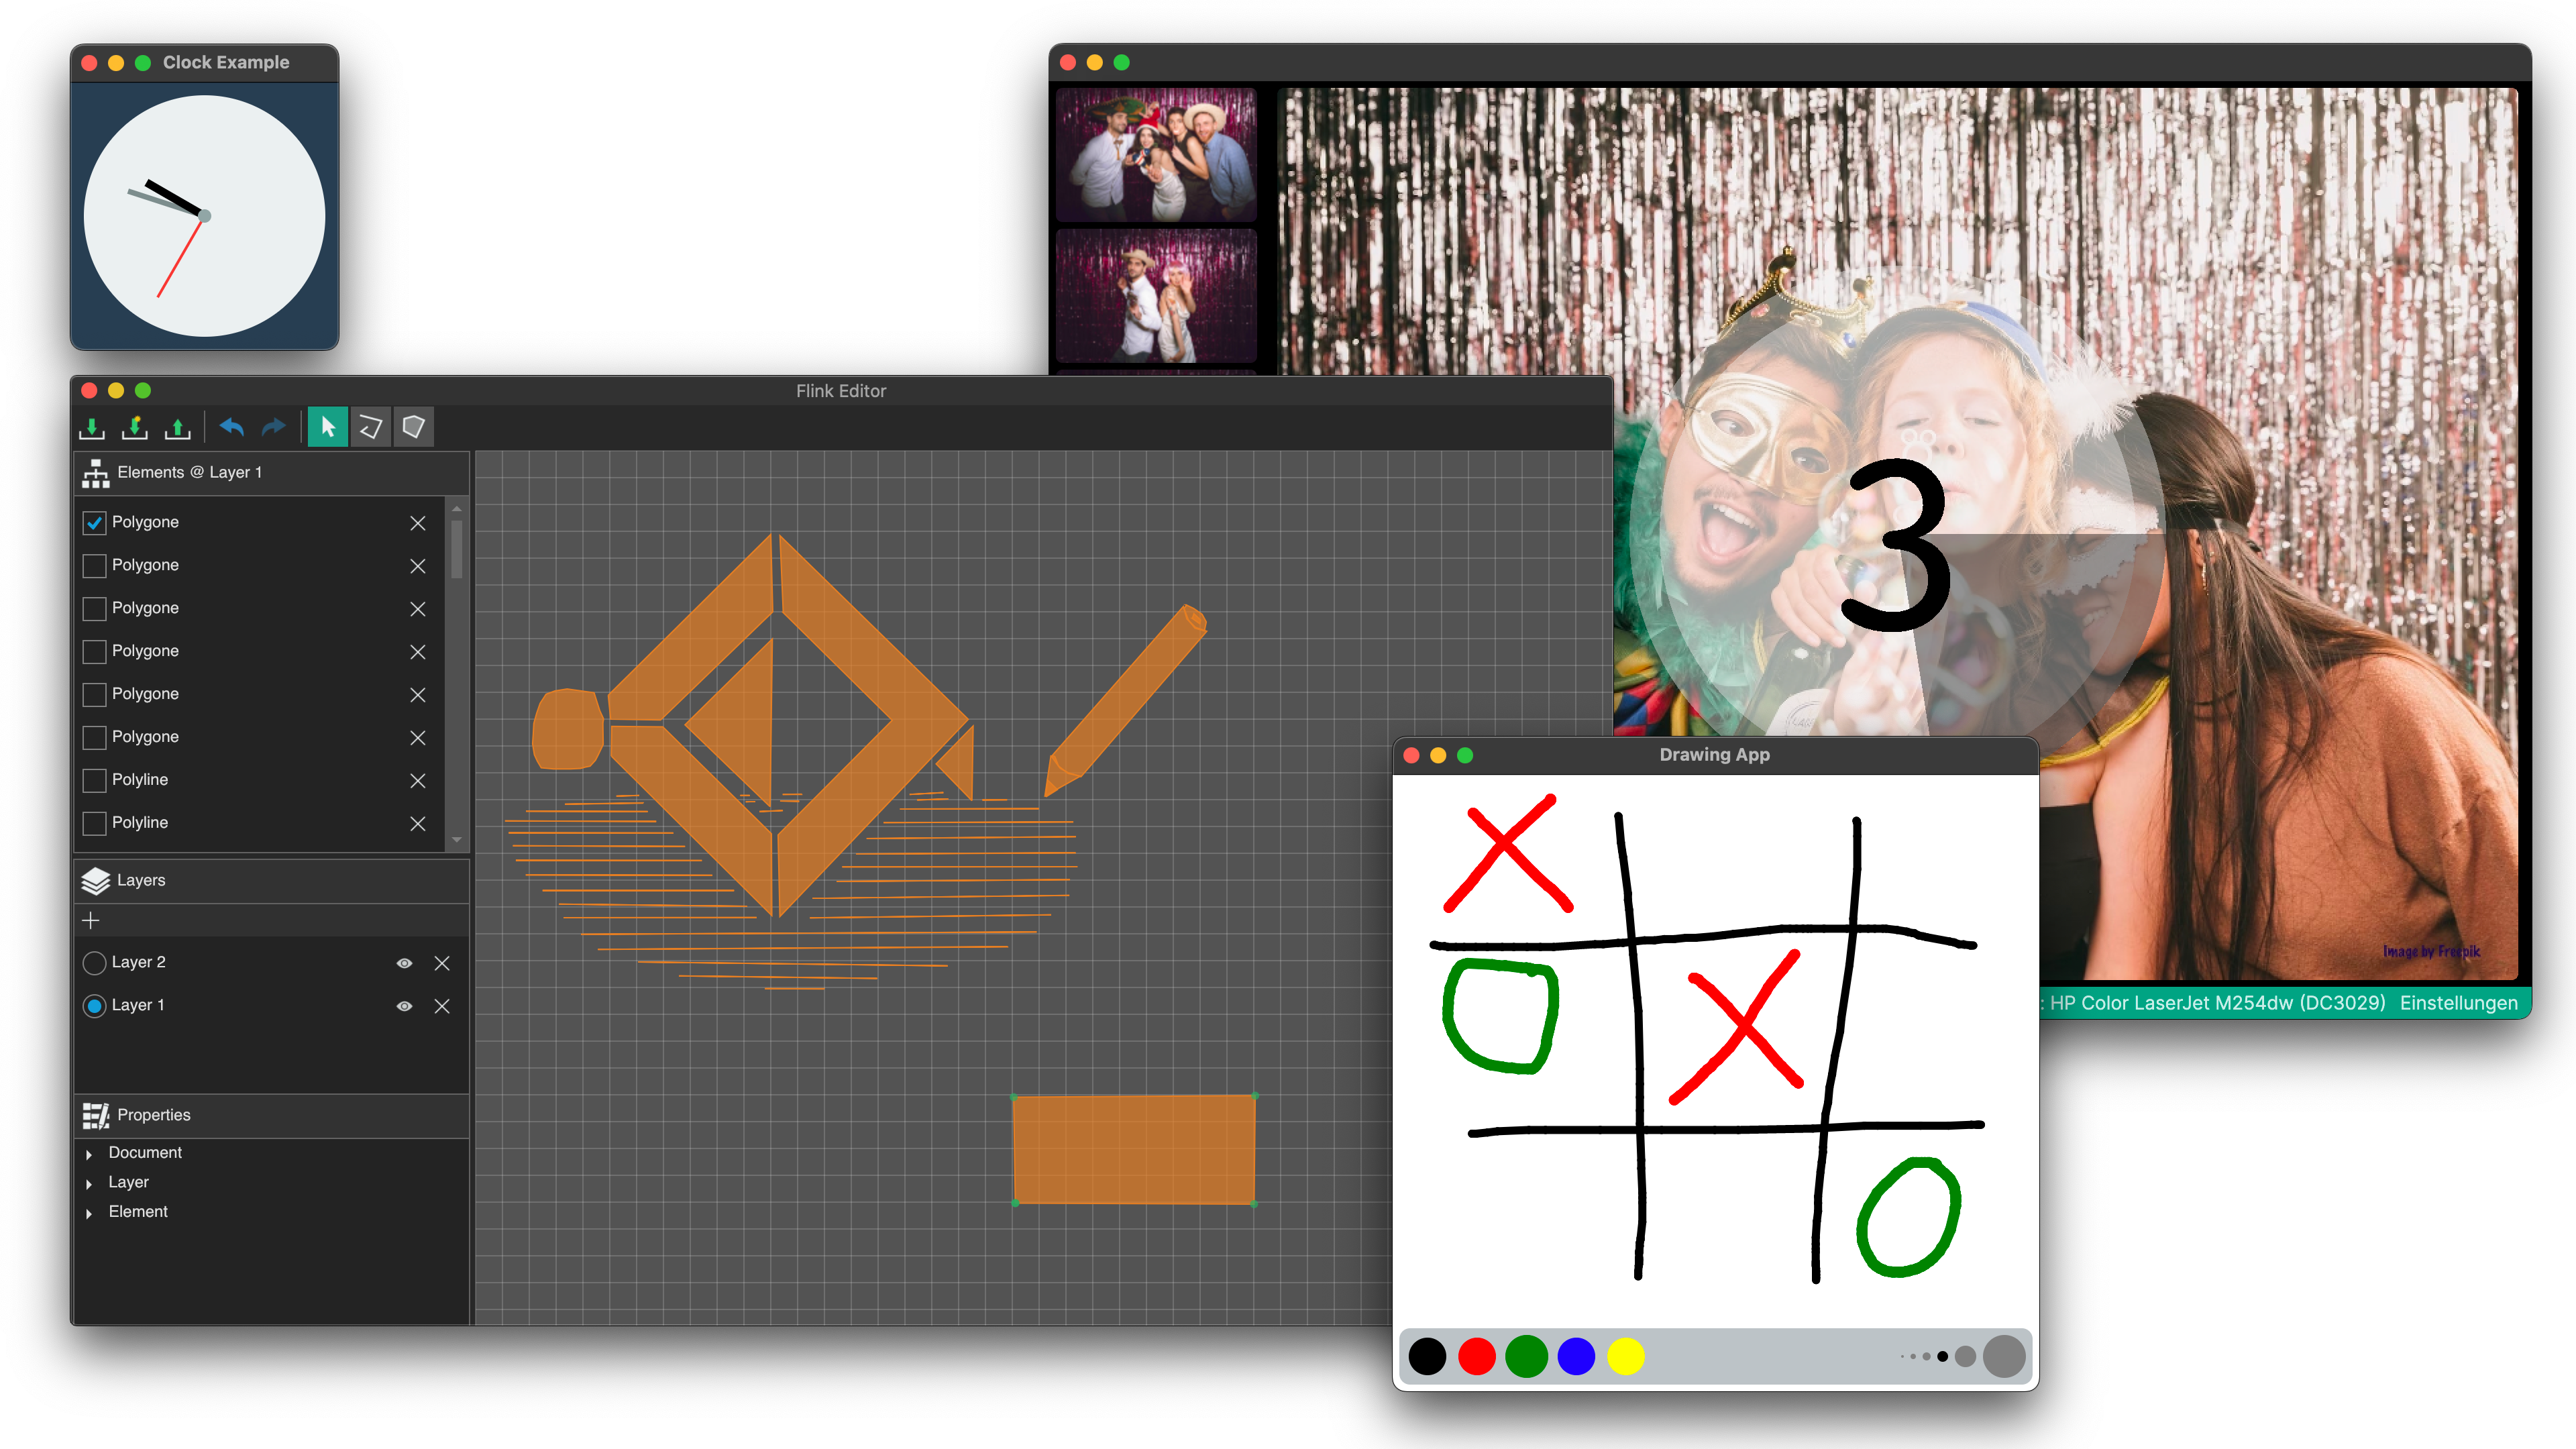 Clock Example
Flink Editor
Elements @ Layer 1
Polygone
Polygone
Polygone
Polygone
Polygone
Polygone
Polyline
Polyline
Layers
Layer 2
Layer 1
Properties
Document
Layer
Element
3
Image by Freepik
: HP Color LaserJet M254dw (DC3029) Einstellungen
Drawing App